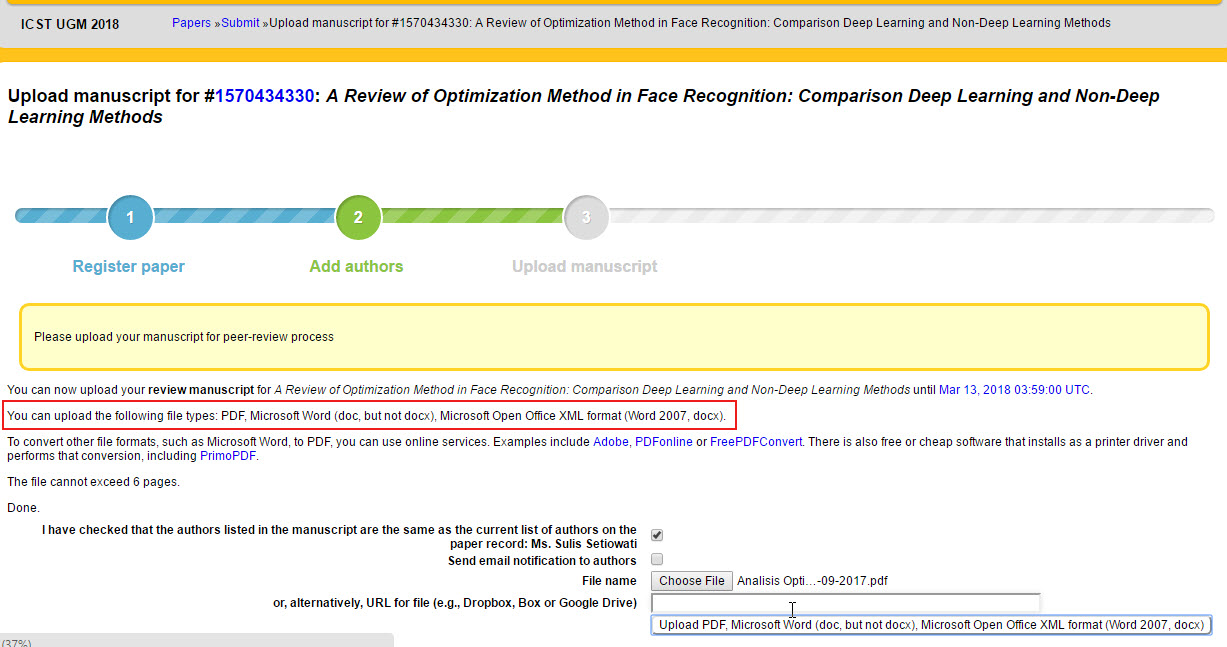 ICST UGM 2018
Papers »Submit »Upload manuscript for #1570434330: A Review of Optimization Method in Face Recognition: Comparison Deep Learning and Non-Deep Learning Methods
Upload manuscript for #1570434330: A Review of Optimization Method in Face Recognition: Comparison Deep Learning and Non-Deep
Learning Methods
1
2
3
Register paper
Add authors
Upload manuscript
Please upload your manuscript for peer-review process
You can now upload your review manuscript for A Review of Optimization Method in Face Recognition: Comparison Deep Learning and Non-Deep Learning Methods until Mar 13, 2018 03:59:00 UTC.
You can upload the following file types: PDF, Microsoft Word (doc, but not docx), Microsoft Open Office XML format (Word 2007, docx).
To convert other file formats, such as Microsoft Word, to PDF, you can use online services. Examples include Adobe, PDFonline or FreePDFConvert. There is also free or cheap software that installs as a printer driver and
performs that conversion, including PrimoPDF.
The file cannot exceed 6 pages.
Done.
I have checked that the authors listed in the manuscript are the same as the current list of authors on the
paper record: Ms. Sulis Setiowati
Send email notification to authors
File name
Choose File Analisis Opti...-09-2017.pdf
or, alternatively, URL for file (e.g., Dropbox, Box or Google Drive)
Upload PDF, Microsoft Word (doc, but not docx), Microsoft Open Office XML format (Word 2007, docx)
(37%)